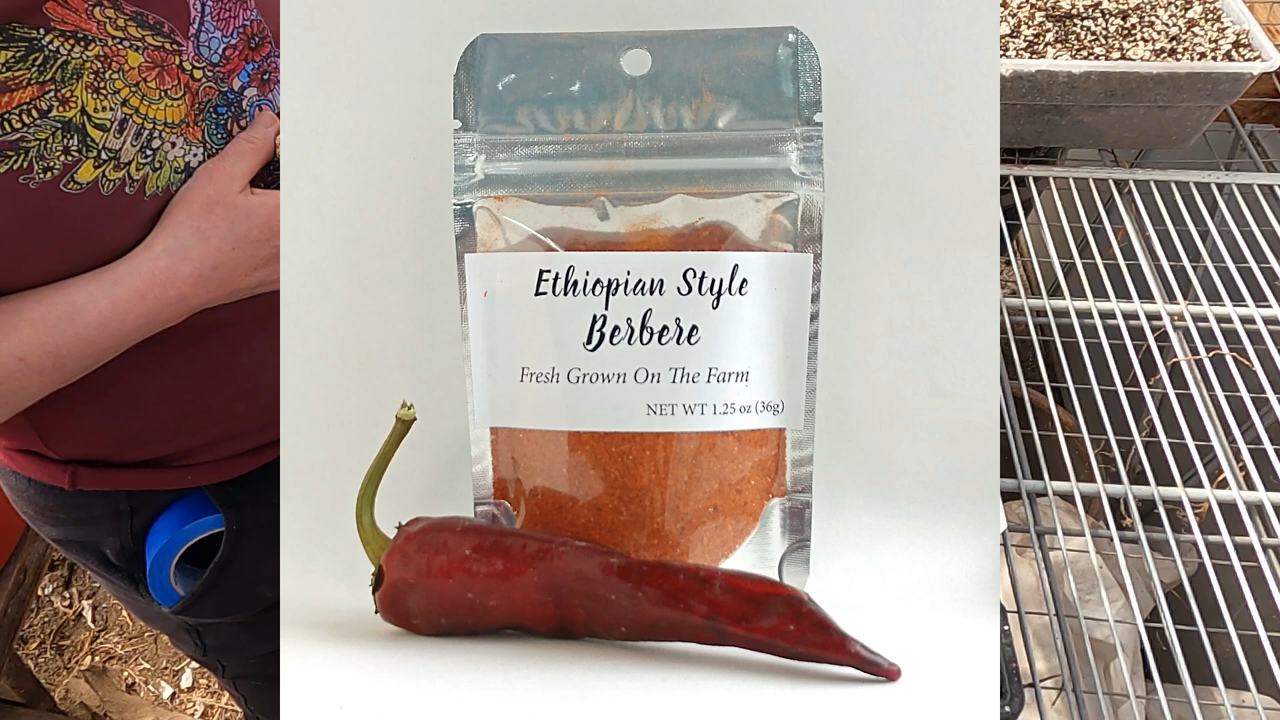 Ethiopian Style
Berbere
Fresh Grown On The Farm
NET WT 1.25 oz (36g)